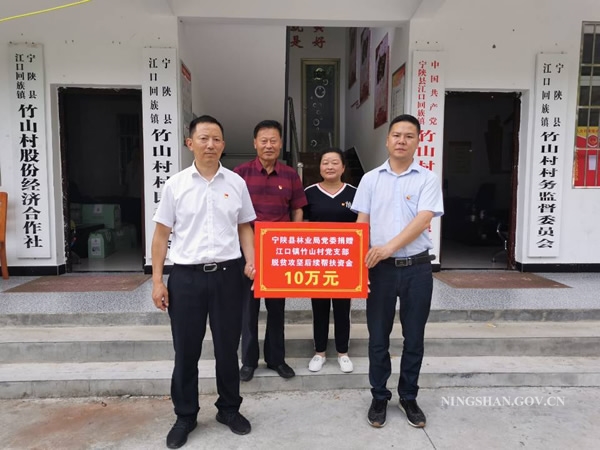 宁陕县
江口回族镇
竹山村股份经济合作社
宁陕县
江口回族镇
竹山村村
是
好
中国共产党
宁陕县江口回族镇
竹山村
宁陕县
江口回族镇
竹山村村务监督委员会
宁陕县林业局党委捐赠
江口镇竹山村党支部
脱贫攻坚后续帮扶资金
10万元
NINGSHAN.GOV.CN